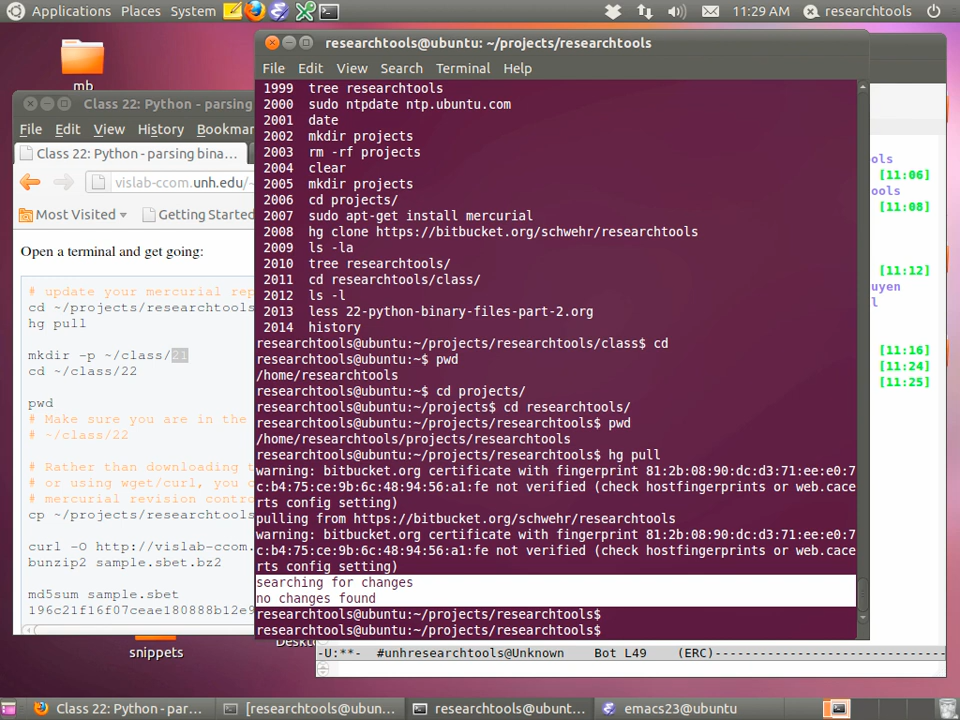 Applications Places System 11:29 AM researchtools
mb
researchtools@ubuntu: ~/projects/researchtools
File Edit View Search Terminal Help
1999 tree researchtools
2000 sudo ntpdate ntp.ubuntu.com
2001 date
2002 mkdir projects
2003 rm -rf projects
2004 clear
2005 mkdir projects
2006 cd projects/
2007 sudo apt-get install mercurial
2008 hg clone https://bitbucket.org/schwehr/researchtools
2009 ls -la
2010 tree researchtools/
2011 cd researchtools/class/
2012 ls -l
2013 less 22-python-binary-files-part-2.org
2014 history
researchtools@ubuntu:~/projects/researchtools/class$ cd
researchtools@ubuntu:~$ pwd
/home/researchtools
researchtools@ubuntu:~$ cd projects/
researchtools@ubuntu:~/projects$ cd researchtools/
researchtools@ubuntu:~/projects/researchtools$ pwd
/home/researchtools/projects/researchtools
researchtools@ubuntu:~/projects/researchtools$ hg pull
warning: bitbucket.org certificate with fingerprint 81:2b:08:90:dc:d3:71:ee:e0:7
c:b4:75:ce:9b:6c:48:94:56:a1:fe not verified (check hostfingerprints or web.cace
rts config setting)
pulling from https://bitbucket.org/schwehr/researchtools
warning: bitbucket.org certificate with fingerprint 81:2b:08:90:dc:d3:71:ee:e0:7
c:b4:75:ce:9b:6c:48:94:56:a1:fe not verified (check hostfingerprints or web.cace
rts config setting)
searching for changes
no changes found
researchtools@ubuntu:~/projects/researchtools$
researchtools@ubuntu:~/projects/researchtools$
Class 22: Python - parsing
File Edit View History Bookmar
Class 22: Python - parsing bina...
vislab-ccom.unh.edu/~
Most Visited Getting Started
Open a terminal and get going:
# update your mercurial rep
cd ~/projects/researchtools
hg pull
mkdir -p ~/class/21
cd ~/class/22
pwd
# Make sure you are in the
# ~/class/22
# Rather than downloading t
# or using wget/curl, you c
# mercurial revision contro
cp ~/projects/researchtools
curl -O http://vislab-ccom.
bunzip2 sample.sbet.bz2
md5sum sample.sbet
196c21f16f07ceae180888b12e9
ols
[11:06]
ools
[11:08]
[11:12]
uyen
l
[11:16]
[11:24]
[11:25]
snippets
Deskto
-U:**- #unhresearchtools@Unknown Bot L49 (ERC)
Class 22: Python - par... [researchtools@ubun... researchtools@ubunt... emacs23@ubuntu